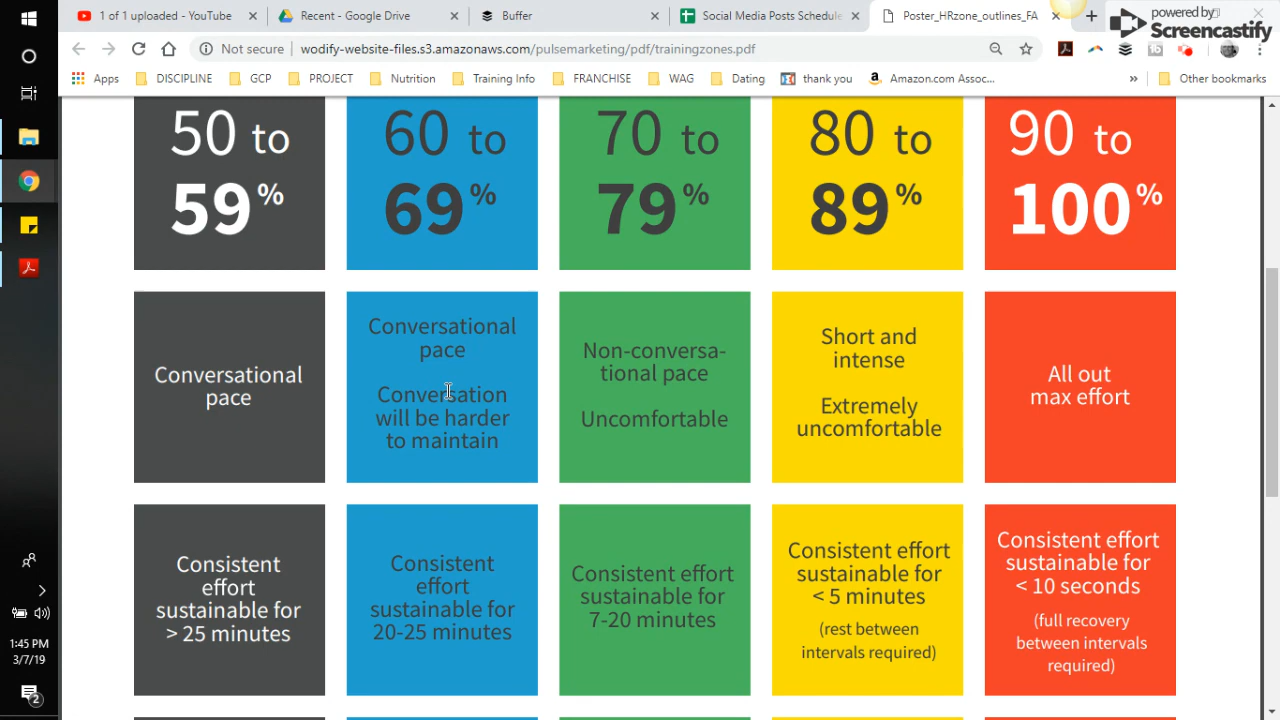 1 of 1 uploaded - YouTube
Recent - Google Drive
Buffer
Social Media Posts Schedule
Poster_HRzone_outlines_FA
powered by
Screencastify
Not secure
wodify-website-files.s3.amazonaws.com/pulsemarketing/pdf/trainingzones.pdf
Apps
DISCIPLINE
GCP
PROJECT
Nutrition
Training Info
FRANCHISE
WAG
Dating
thank you
Amazon.com Assoc...
»
Other bookmarks
50 to
59%
60 to
69%
70 to
79%
80 to
89%
90 to
100%
Conversational
pace
Conversational
pace
Conversation
will be harder
to maintain
Non-conversa-
tional pace
Uncomfortable
Short and
intense
Extremely
uncomfortable
All out
max effort
Consistent
effort
sustainable for
> 25 minutes
Consistent
effort
sustainable for
20-25 minutes
Consistent effort
sustainable for
7-20 minutes
Consistent effort
sustainable for
< 5 minutes
(rest between
intervals required)
Consistent effort
sustainable for
< 10 seconds
(full recovery
between intervals
required)
1:45 PM
3/7/19
2